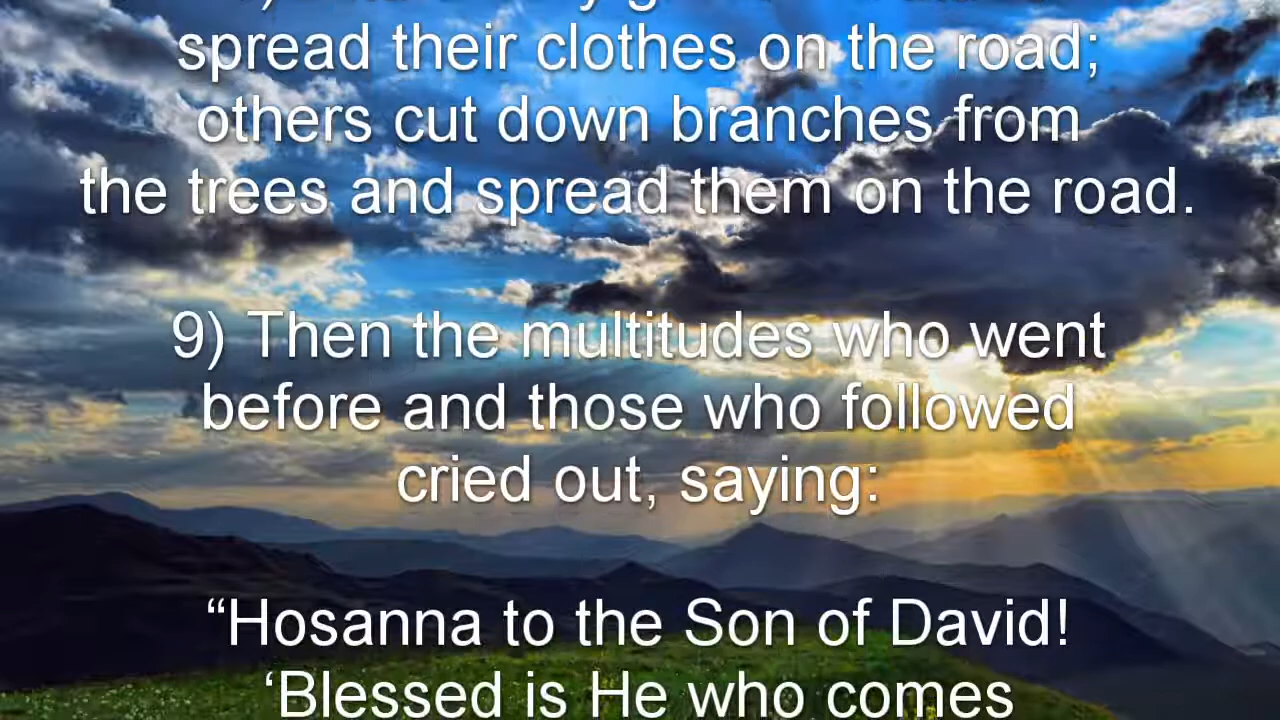 spread their clothes on the road;
others cut down branches from
the trees and spread them on the road.
9) Then the multitudes who went
before and those who followed
cried out, saying:
“Hosanna to the Son of David!
‘Blessed is He who comes